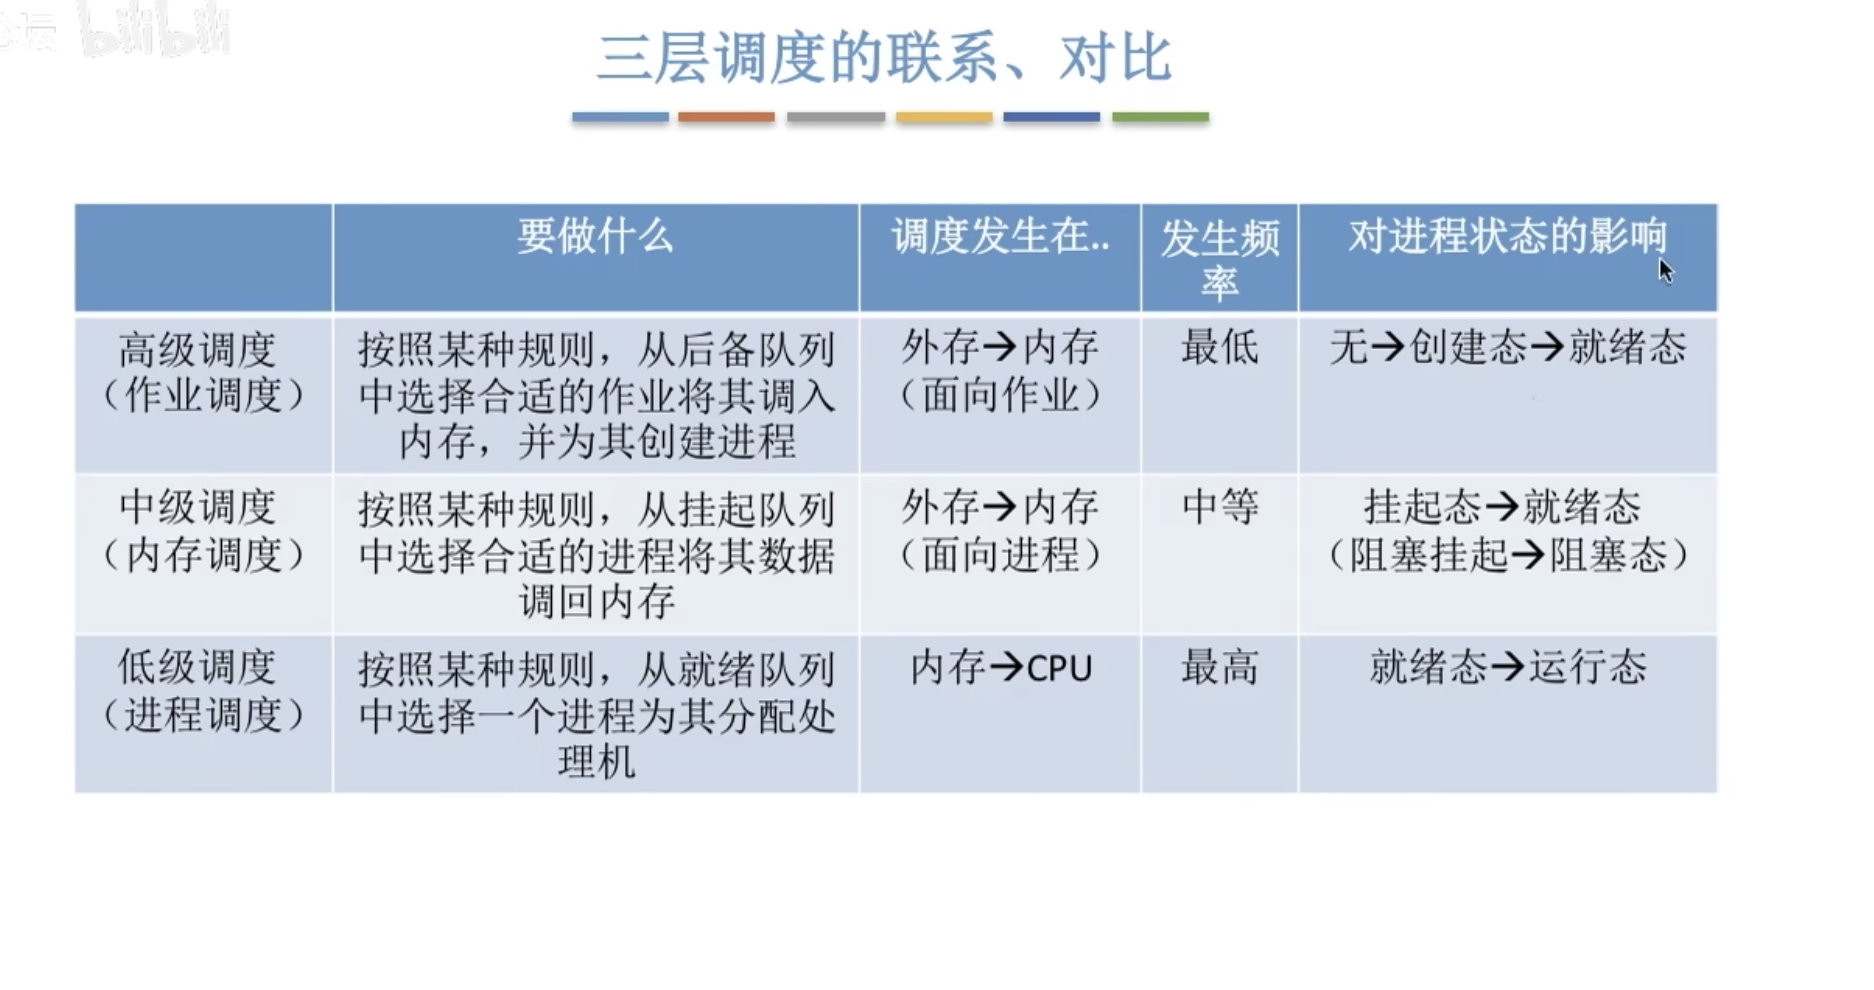 坛 bilibili
三层调度的联系、对比
要做什么
调度发生在..
发生频
率
对进程状态的影响
高级调度
（作业调度）
按照某种规则，从后备队列
中选择合适的作业将其调入
内存，并为其创建进程
外存→内存
（面向作业）
最低
无→创建态→就绪态
中级调度
（内存调度）
按照某种规则，从挂起队列
中选择合适的进程将其数据
调回内存
外存→内存
（面向进程）
中等
挂起态→就绪态
（阻塞挂起→阻塞态）
低级调度
（进程调度）
按照某种规则，从就绪队列
中选择一个进程为其分配处
理机
内存→CPU
最高
就绪态→运行态